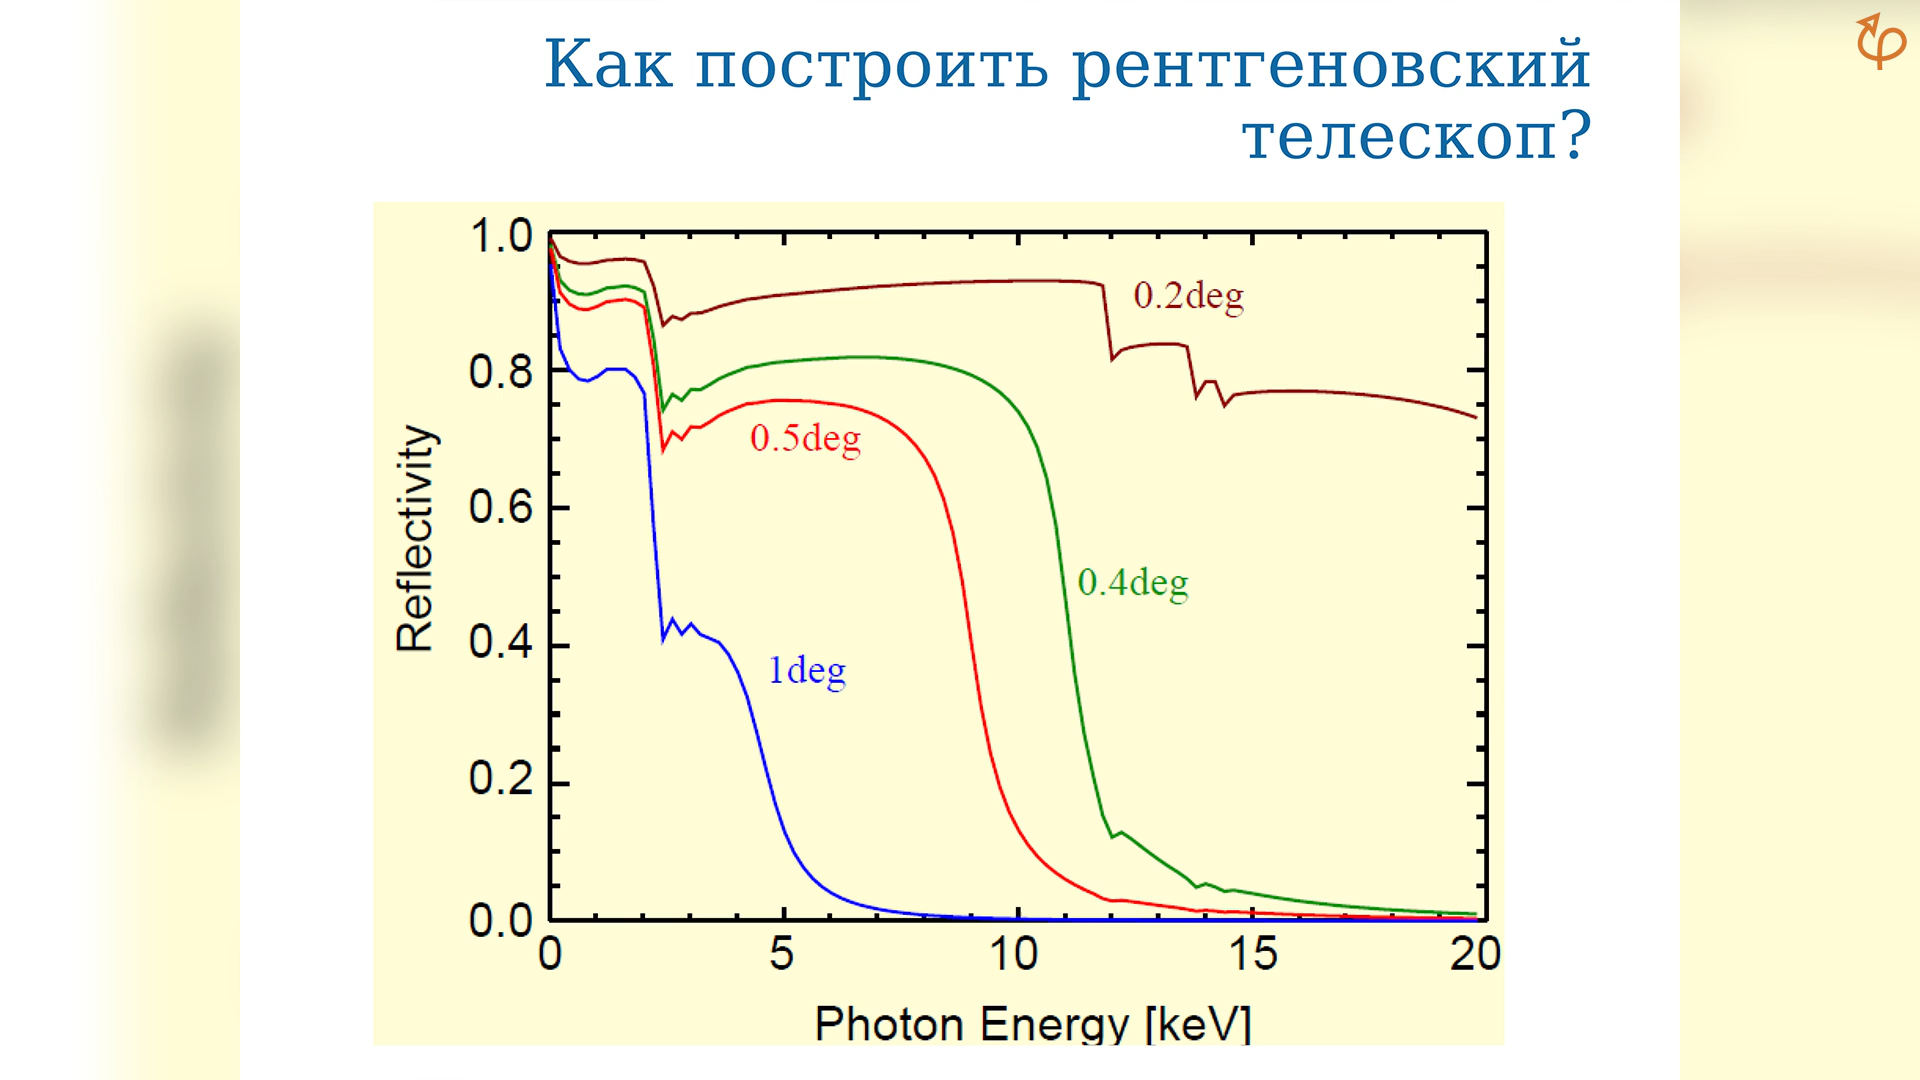 Как построить рентгеновский
телескоп?
1.0
0.8
0.6
0.4
0.2
0.0
Reflectivity
0.2deg
0.5deg
0.4deg
1deg
0 5 10 15 20
Photon Energy [keV]